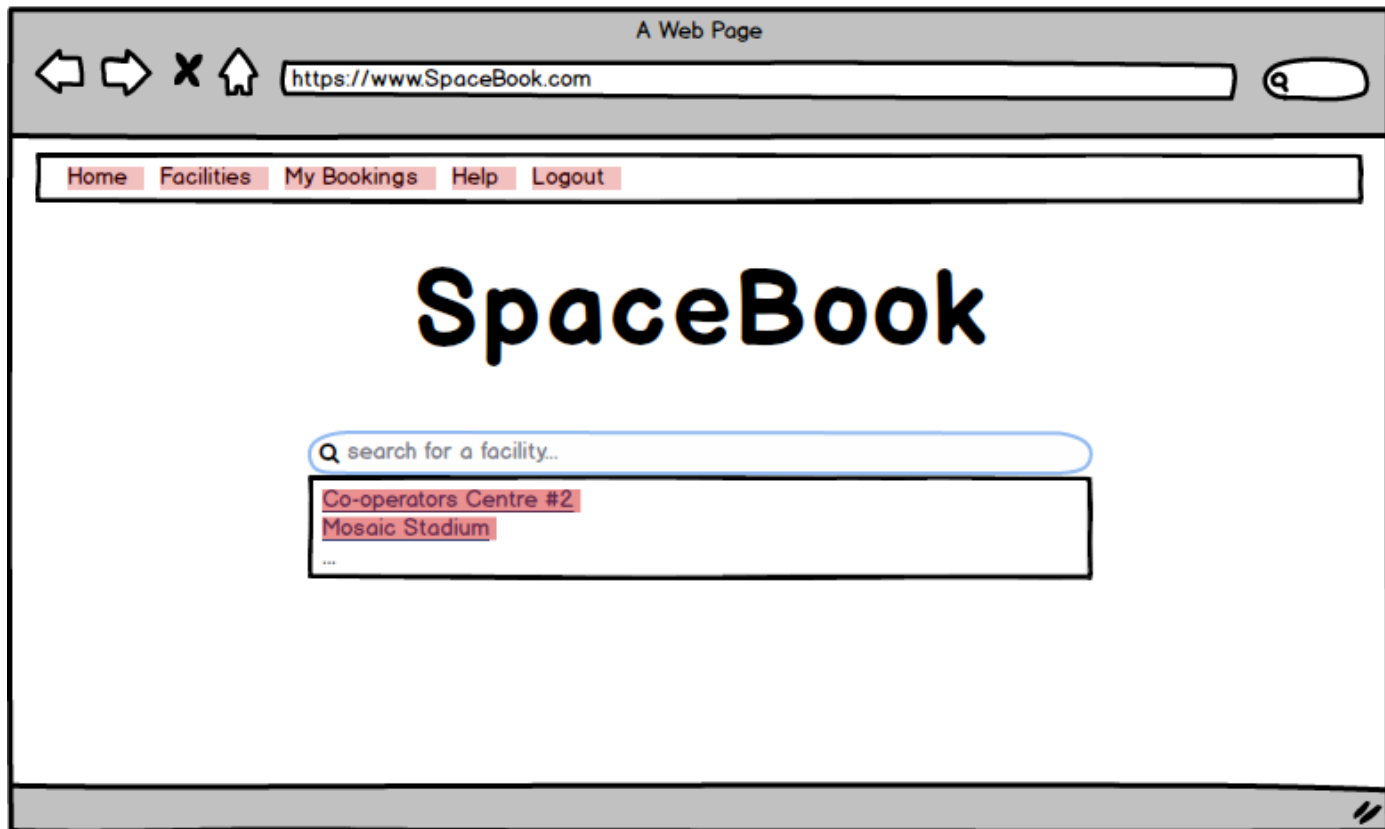 A Web Page
https://www.SpaceBook.com
Home Facilities My Bookings Help Logout
SpaceBook
search for a facility...
Co-operators Centre #2
Mosaic Stadium
...